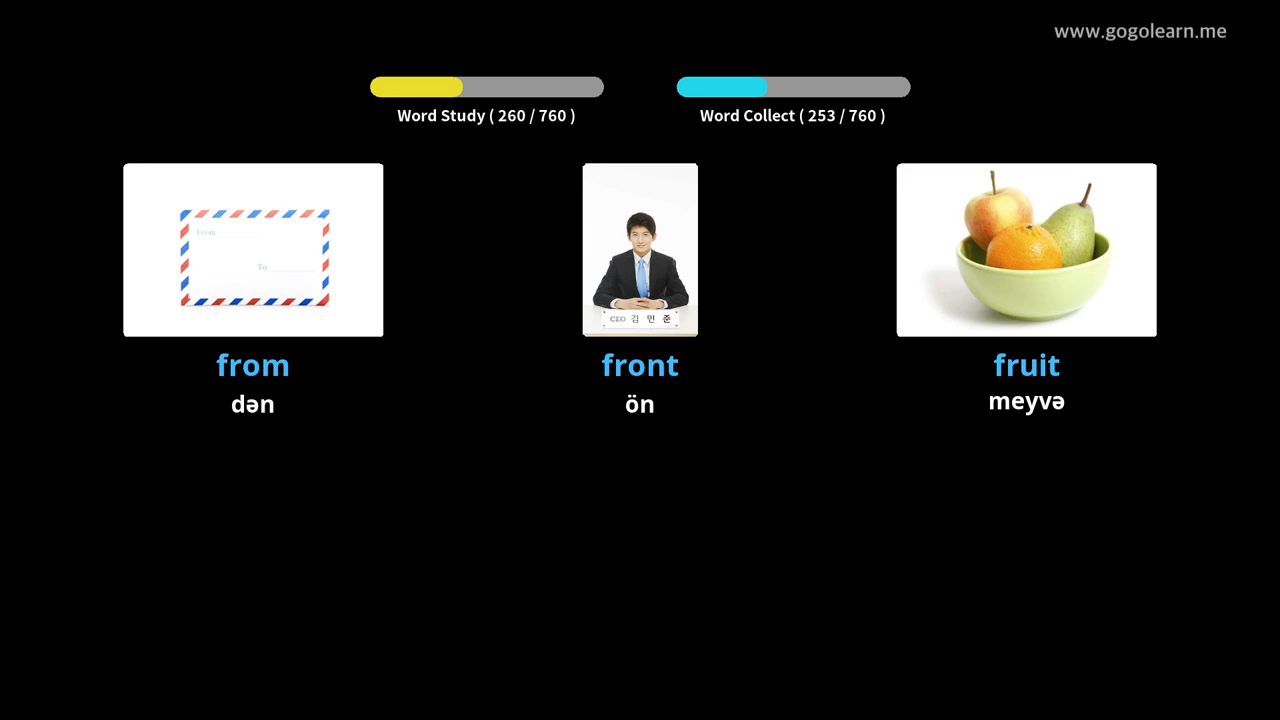 www.gogolearn.me
Word Study ( 260 / 760 )
Word Collect ( 253 / 760 )
From
To
CEO 김 민 준
from
front
fruit
dən
ön
meyvə